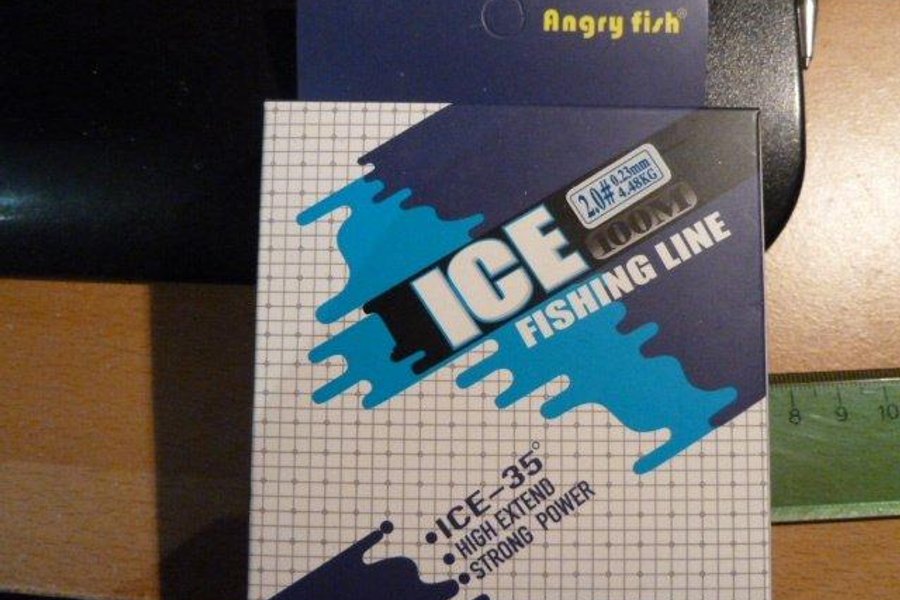 Angry fish®
2.0# 0.23mm
4.48KG
100M
ICE
FISHING LINE
•ICE-35°
•HIGH EXTEND
•STRONG POWER
8 9 10